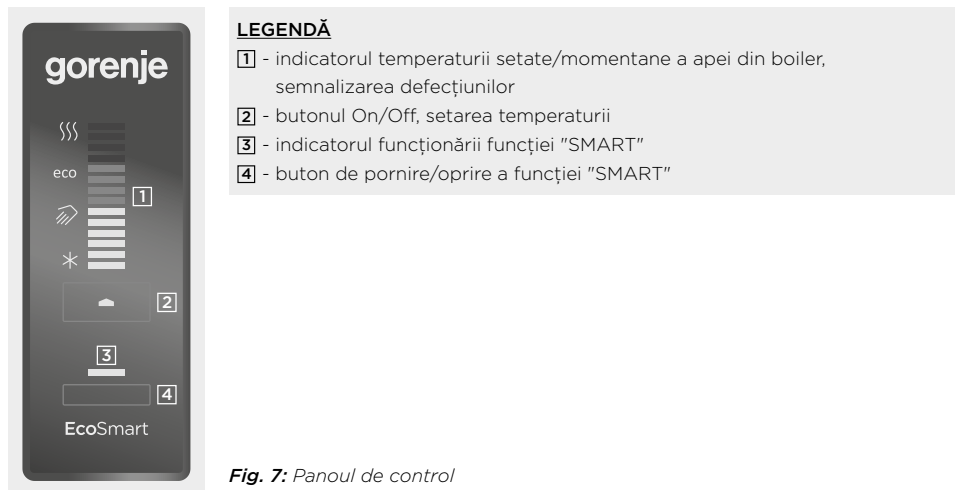 gorenje
eco
1
2
3
4
EcoSmart
LEGENDĂ
1 - indicatorul temperaturii setate/momentane a apei din boiler,
semnalizarea defecțiunilor
2 - butonul On/Off, setarea temperaturii
3 - indicatorul funcționării funcției "SMART"
4 - buton de pornire/oprire a funcției "SMART"
Fig. 7: Panoul de control